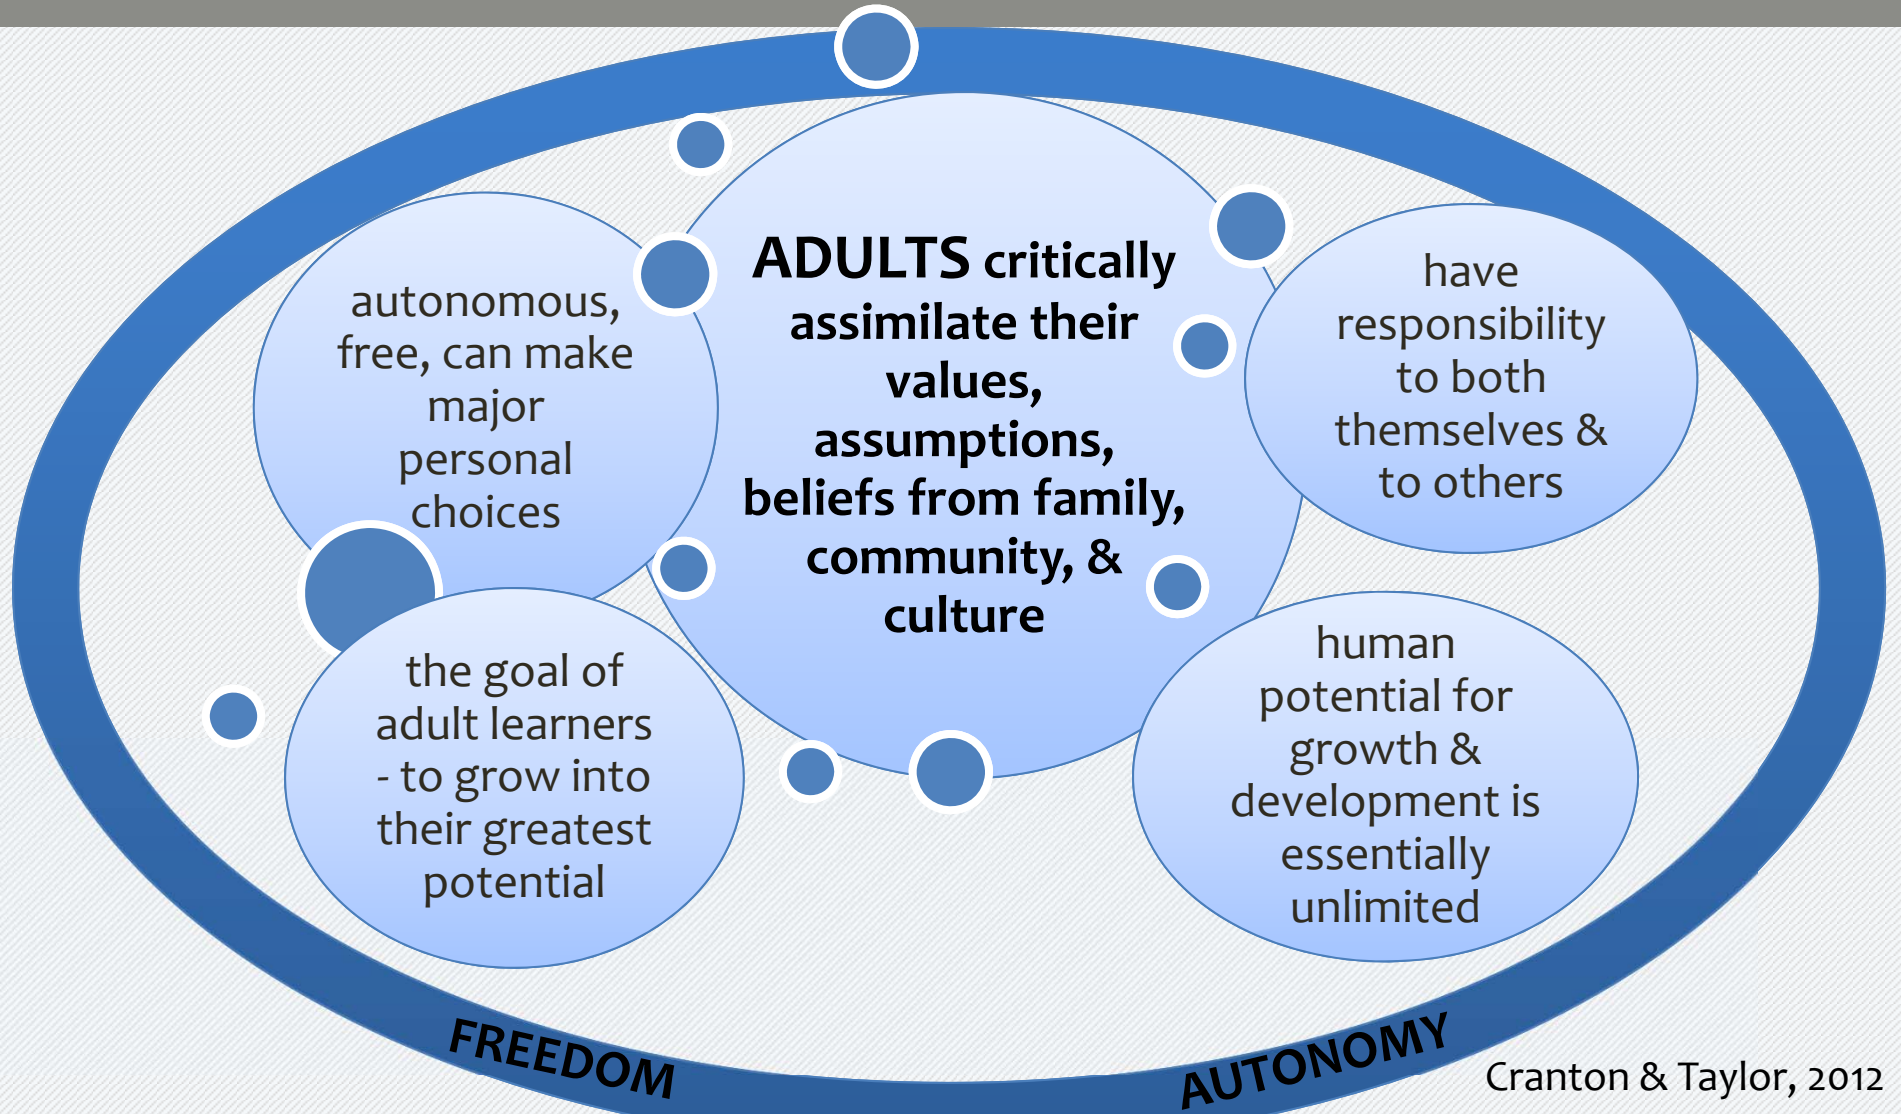 ADULTS critically
assimilate their
values,
assumptions,
beliefs from family,
community, &
culture
autonomous,
free, can make
major
personal
choices
have
responsibility
to both
themselves &
to others
the goal of
adult learners
- to grow into
their greatest
potential
human
potential for
growth &
development is
essentially
unlimited
FREEDOM
AUTONOMY
Cranton & Taylor, 2012